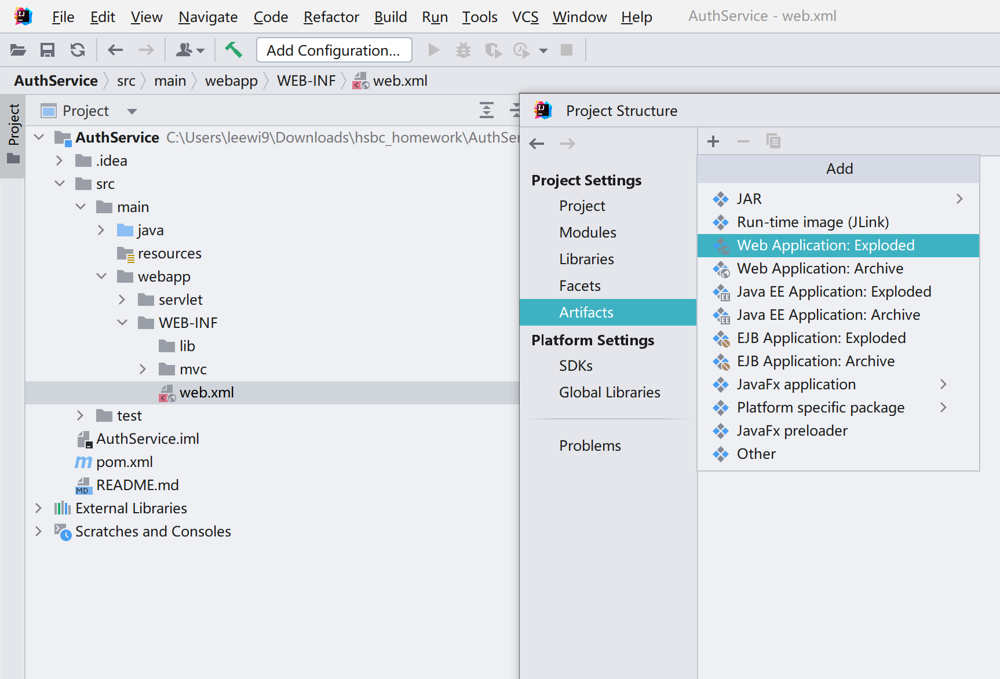 File Edit View Navigate Code Refactor Build Run Tools VCS Window Help AuthService - web.xml
Add Configuration...
AuthService src main webapp WEB-INF web.xml
Project
Project
AuthService C:\Users\leewi9\Downloads\hsbc_homework\AuthSer
.idea
src
main
java
resources
webapp
servlet
WEB-INF
lib
mvc
web.xml
test
AuthService.iml
pom.xml
README.md
External Libraries
Scratches and Consoles
Project Structure
Project Settings
Project
Modules
Libraries
Facets
Artifacts
Platform Settings
SDKs
Global Libraries
Problems
Add
JAR
Run-time image (JLink)
Web Application: Exploded
Web Application: Archive
Java EE Application: Exploded
Java EE Application: Archive
EJB Application: Exploded
EJB Application: Archive
JavaFx application
Platform specific package
JavaFx preloader
Other